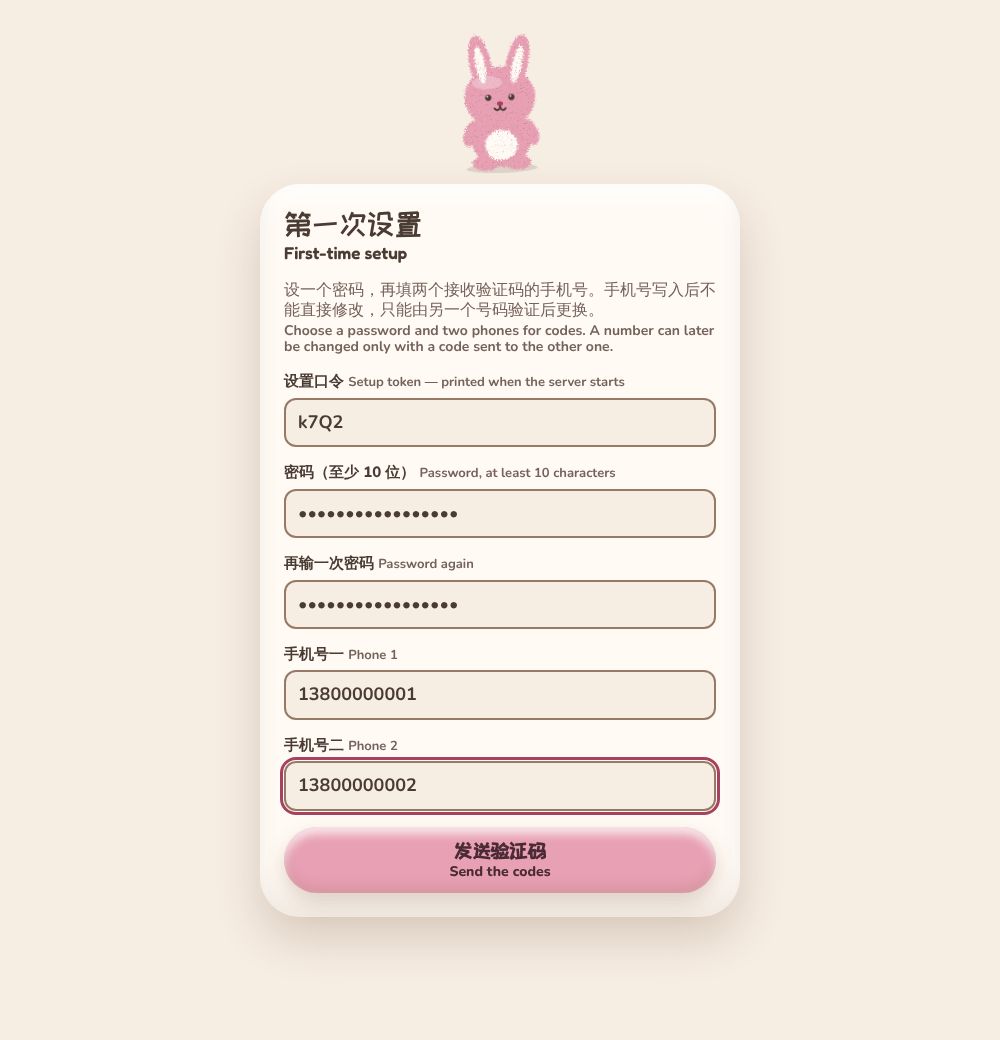 第一次设置
First-time setup
设一个密码，再填两个接收验证码的手机号。手机号写入后不
能直接修改，只能由另一个号码验证后更换。
Choose a password and two phones for codes. A number can later
be changed only with a code sent to the other one.
设置口令 Setup token — printed when the server starts
k7Q2
密码（至少 10 位） Password, at least 10 characters
•••••••••••••••••
再输一次密码 Password again
•••••••••••••••••
手机号一 Phone 1
13800000001
手机号二 Phone 2
13800000002
发送验证码
Send the codes